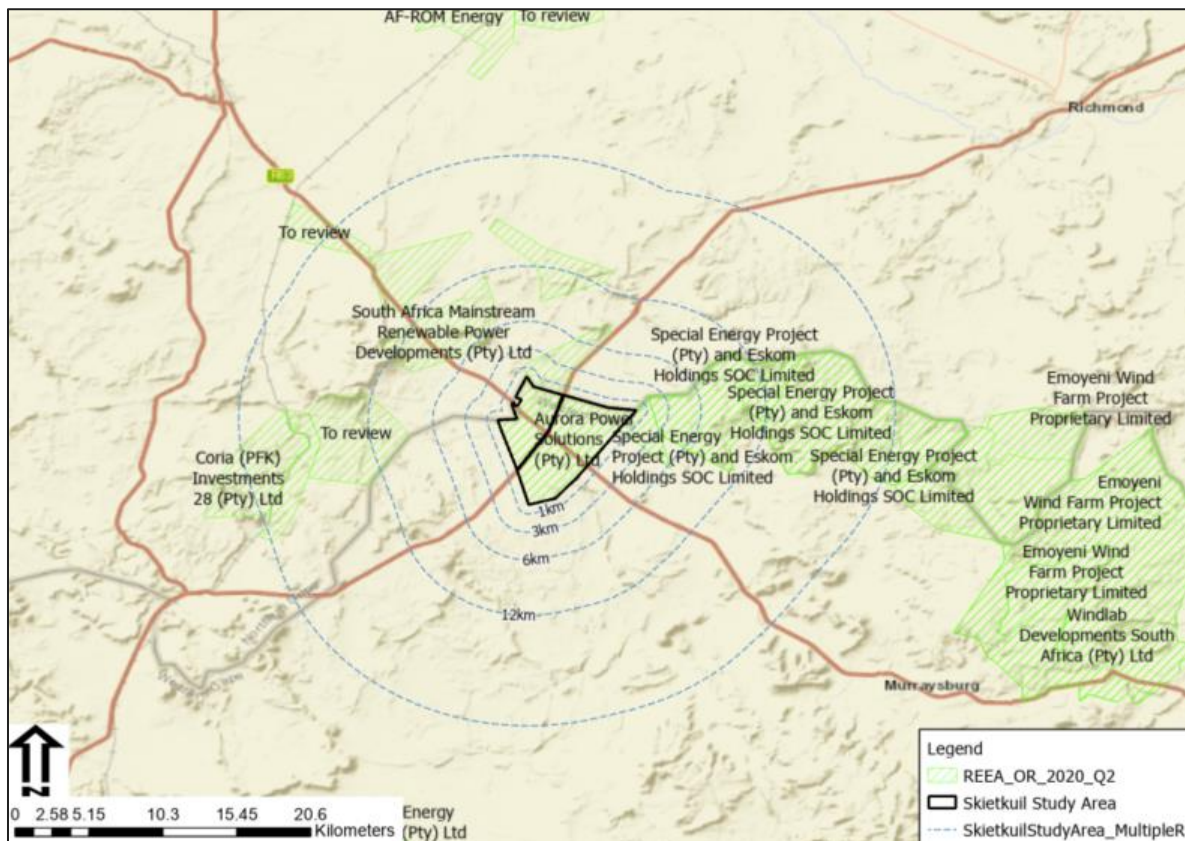 AF-ROM Energy
To review
Richmond
To review
South Africa Mainstream
Renewable Power
Developments (Pty) Ltd
Special Energy Project
(Pty) and Eskom
Holdings SOC Limited
Special Energy Project
(Pty) and Eskom
Holdings SOC Limited
Emoyeni Wind
Farm Project
Proprietary Limited
To review
Aurora Power
Solutions
(Pty) Ltd
Special Energy
Project (Pty) and Eskom
Holdings SOC Limited
Special Energy Project
(Pty) and Eskom
Holdings SOC Limited
Coria (PFK)
Investments
28 (Pty) Ltd
Emoyeni
Wind Farm Project
Proprietary Limited
1km
3km
6km
12km
Emoyeni Wind
Farm Project
Proprietary Limited
Windlab
Developments South
Africa (Pty) Ltd
Murraysburg
N
0 2.58 5.15 10.3 15.45 20.6
Kilometers
Energy
(Pty) Ltd
Legend
REEA_OR_2020_Q2
Skietkuil Study Area
SkietkuilStudyArea_MultipleR